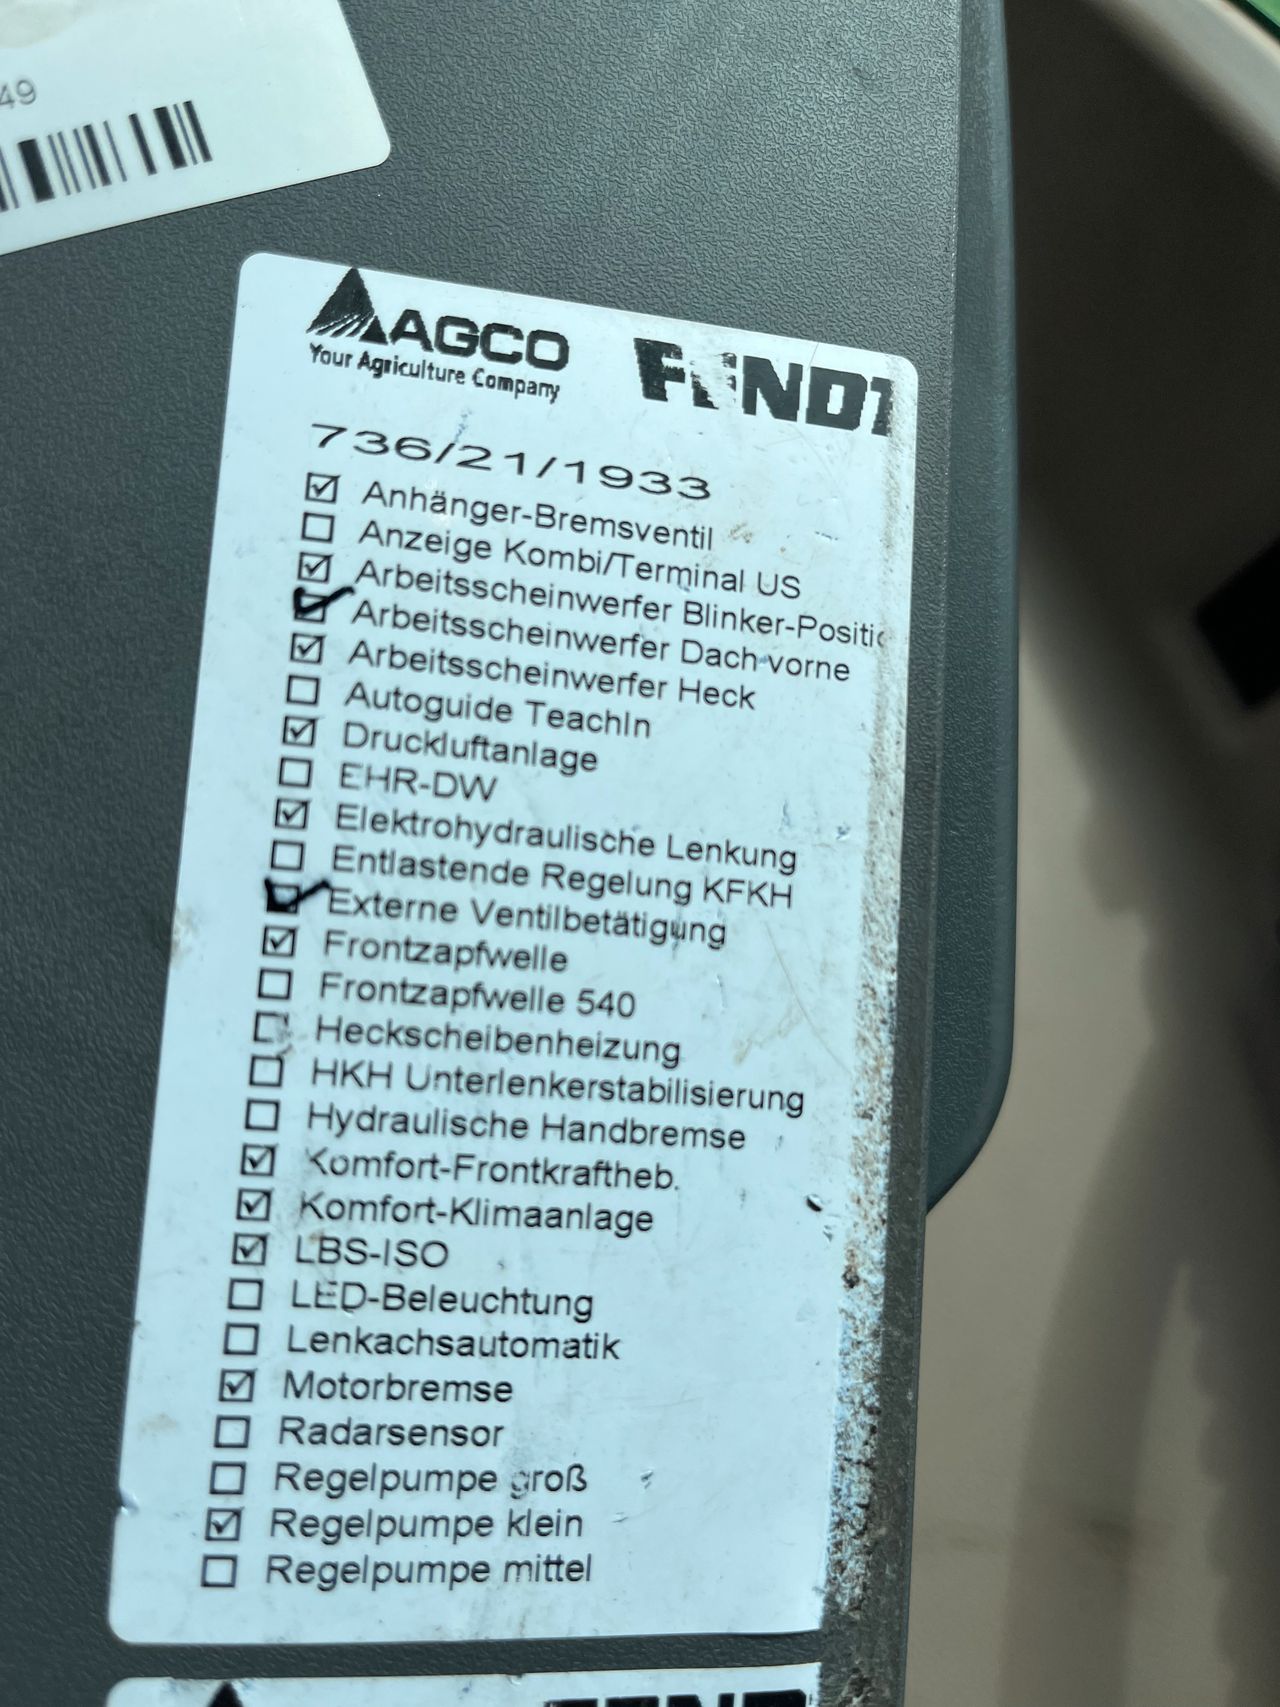 49
AGCO
Your Agriculture Company
FENDT
736/21/1933
☑ Anhänger-Bremsventil
☐ Anzeige Kombi/Terminal US
☑ Arbeitsscheinwerfer Blinker-Positio
☑ Arbeitsscheinwerfer Dach vorne
☑ Arbeitsscheinwerfer Heck
☐ Autoguide TeachIn
☑ Druckluftanlage
☐ EHR-DW
☑ Elektrohydraulische Lenkung
☐ Entlastende Regelung KFKH
☑ Externe Ventilbetätigung
☑ Frontzapfwelle
☐ Frontzapfwelle 540
☐ Heckscheibenheizung
☐ HKH Unterlenkerstabilisierung
☐ Hydraulische Handbremse
☑ Komfort-Frontkraftheb.
☑ Komfort-Klimaanlage
☑ LBS-ISO
☐ LED-Beleuchtung
☐ Lenkachsautomatik
☑ Motorbremse
☐ Radarsensor
☐ Regelpumpe groß
☑ Regelpumpe klein
☐ Regelpumpe mittel